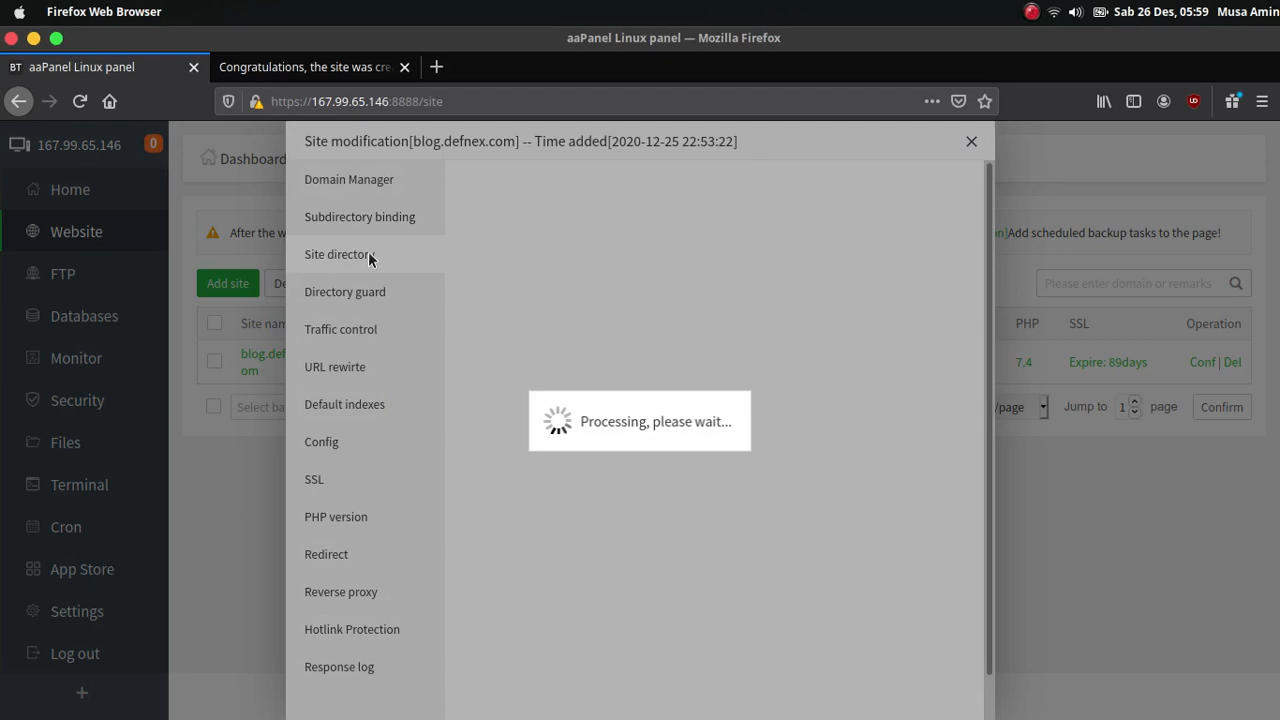 Firefox Web Browser
Sab 26 Des, 05:59 Musa Amin
aaPanel Linux panel — Mozilla Firefox
BT aaPanel Linux panel
Congratulations, the site was cre
https://167.99.65.146:8888/site
167.99.65.146 0
Home
Website
FTP
Databases
Monitor
Security
Files
Terminal
Cron
App Store
Settings
Log out
Dashboard
After the w
Add site
De
Site nam
blog.def
om
Select ba
Site modification[blog.defnex.com] -- Time added[2020-12-25 22:53:22]
Domain Manager
Subdirectory binding
Site directory
Directory guard
Traffic control
URL rewirte
Default indexes
Config
SSL
PHP version
Redirect
Reverse proxy
Hotlink Protection
Response log
Processing, please wait...
n]Add scheduled backup tasks to the page!
Please enter domain or remarks
PHP SSL Operation
7.4 Expire: 89days Conf | Del
/page Jump to 1 page Confirm